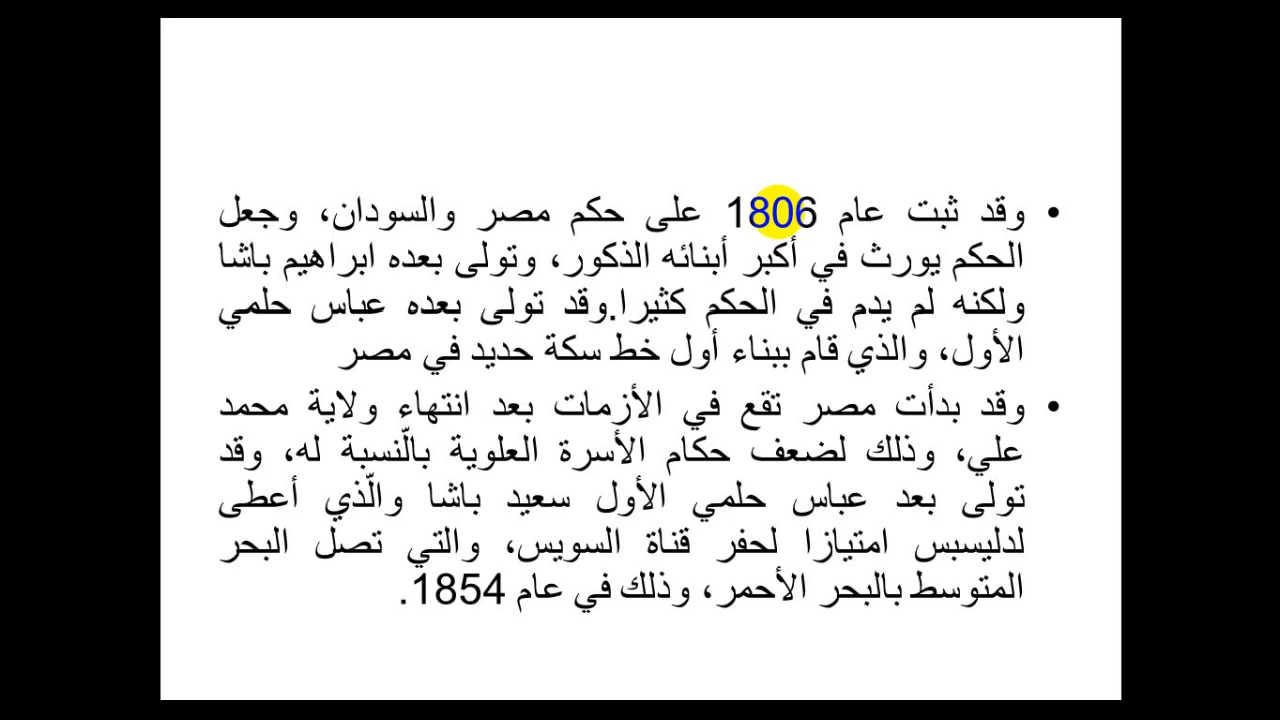 • وقد ثبت عام 1806 على حكم مصر والسودان، وجعل
الحكم يورث في أكبر أبنائه الذكور، وتولى بعده ابراهيم باشا
ولكنه لم يدم في الحكم كثيرا.وقد تولى بعده عباس حلمي
الأول، والذي قام ببناء أول خط سكة حديد في مصر
• وقد بدأت مصر تقع في الأزمات بعد انتهاء ولاية محمد
علي، وذلك لضعف حكام الأسرة العلوية بالّنسبة له، وقد
تولى بعد عباس حلمي الأول سعيد باشا والّذي أعطى
لدليسبس امتيازا لحفر قناة السويس، والتي تصل البحر
المتوسط بالبحر الأحمر، وذلك في عام 1854.